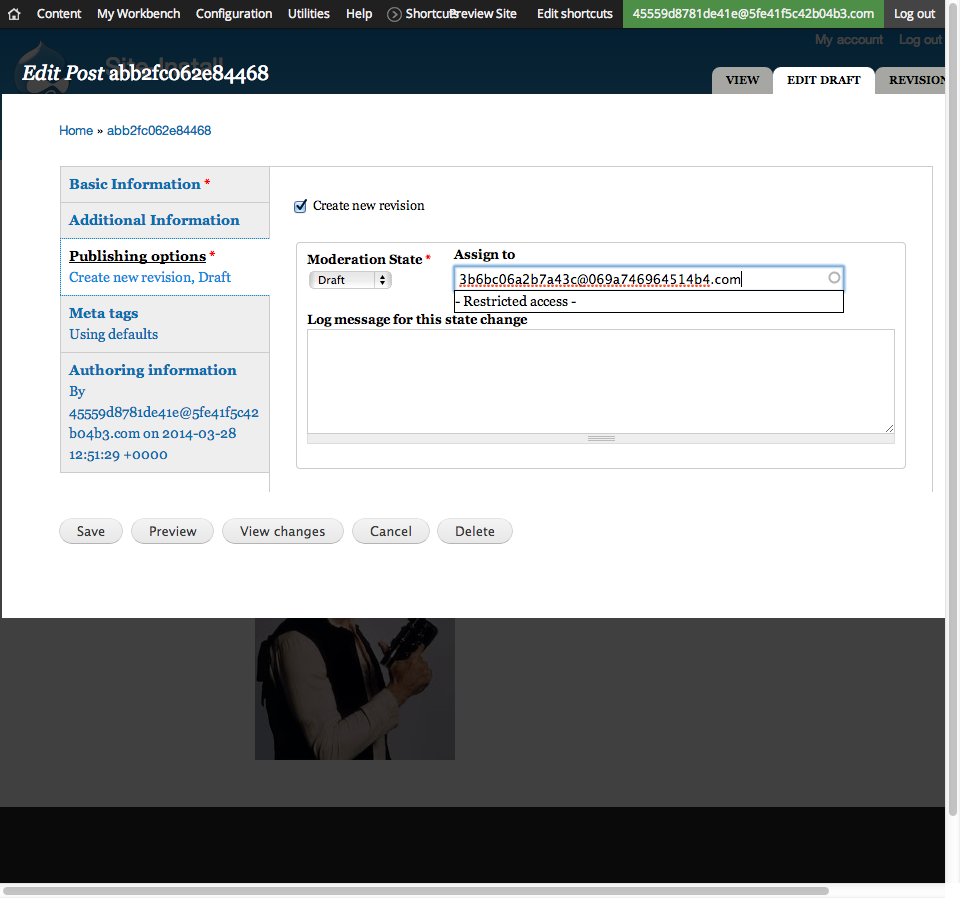 Content My Workbench Configuration Utilities Help Shortcuts Preview Site Edit shortcuts 45559d8781de41e@5fe41f5c42b04b3.com Log out
My account Log out
Site-Install
Edit Post abb2fc062e84468
VIEW EDIT DRAFT REVISION
Home » abb2fc062e84468
Basic Information *
Additional Information
Publishing options *
Create new revision, Draft
Meta tags
Using defaults
Authoring information
By
45559d8781de41e@5fe41f5c42
b04b3.com on 2014-03-28
12:51:29 +0000
Create new revision
Moderation State * Assign to
Draft 3b6bc06a2b7a43c@069a746964514b4.com
- Restricted access -
Log message for this state change
Save Preview View changes Cancel Delete